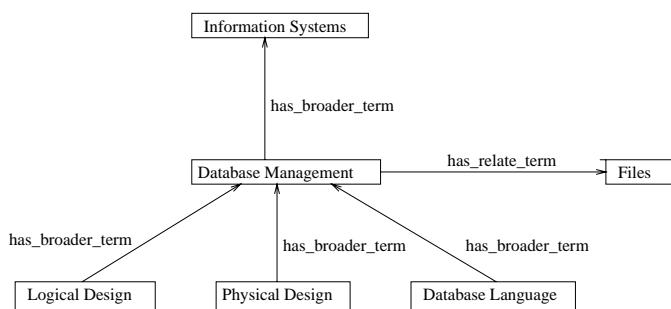 Information Systems
has_broader_term
has_relate_term
Database Management
Files
has_broader_term
has_broader_term
has_broader_term
Logical Design
Physical Design
Database Language